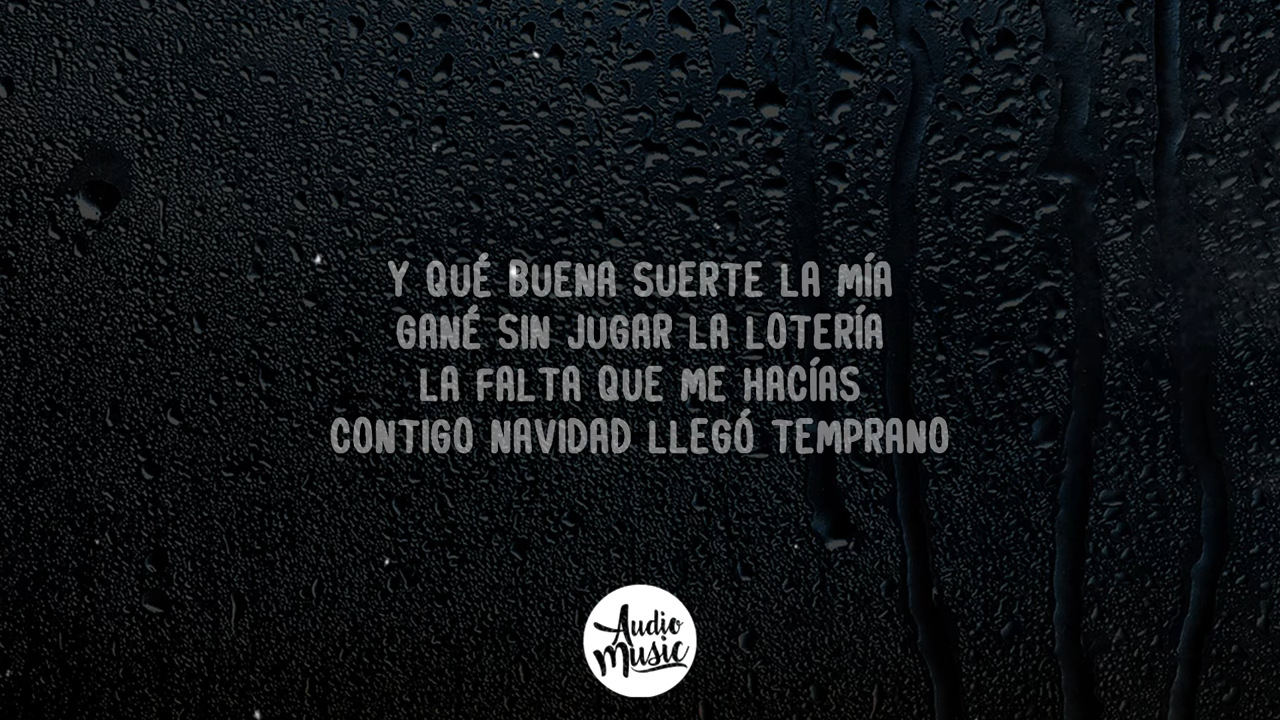 Y QUÉ BUENA SUERTE LA MÍA
GANÉ SIN JUGAR LA LOTERÍA
LA FALTA QUE ME HACÍAS
CONTIGO NAVIDAD LLEGÓ TEMPRANO
Audio
Music